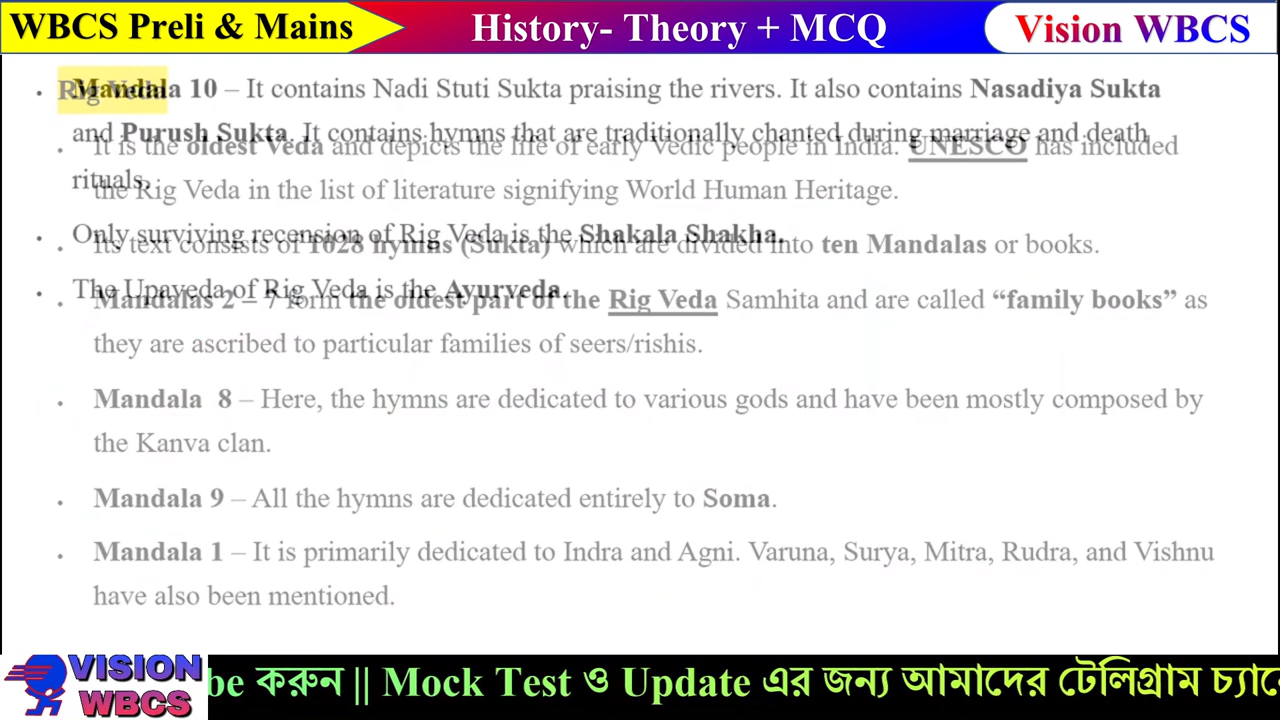 WBCS Preli & Mains
History- Theory + MCQ
Vision WBCS
Rig Veda
• Mandala 10 – It contains Nadi Stuti Sukta praising the rivers. It also contains Nasadiya Sukta
and Purush Sukta. It contains hymns that are traditionally chanted during marriage and death
rituals.
• Only surviving recension of Rig Veda is the Shakala Shakha.
• The Upaveda of Rig Veda is the Ayurveda.
• It is the oldest Veda and depicts the life of early Vedic people in India. UNESCO has included
the Rig Veda in the list of literature signifying World Human Heritage.
• Its text consists of 1028 hymns (Sukta) which are divided into ten Mandalas or books.
• Mandalas 2 – 7 form the oldest part of the Rig Veda Samhita and are called “family books” as
they are ascribed to particular families of seers/rishis.
• Mandala 8 – Here, the hymns are dedicated to various gods and have been mostly composed by
the Kanva clan.
• Mandala 9 – All the hymns are dedicated entirely to Soma.
• Mandala 1 – It is primarily dedicated to Indra and Agni. Varuna, Surya, Mitra, Rudra, and Vishnu
have also been mentioned.
VISION
WBCS
be করুন || Mock Test ও Update এর জন্য আমাদের টেলিগ্রাম চ্যানে